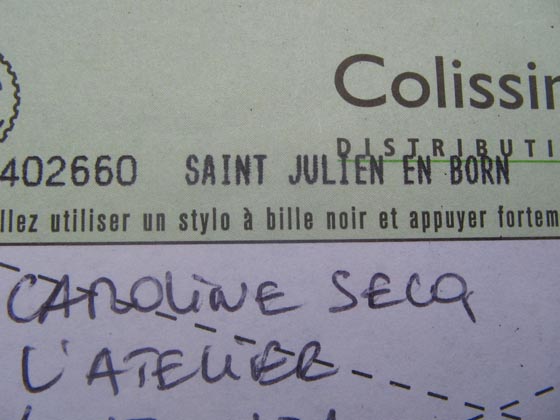 Colissi
DISTRIBUTI
402660 SAINT JULIEN EN BORN
llez utiliser un stylo à bille noir et appuyer fortem
CAROLINE SECQ
L'ATELIER